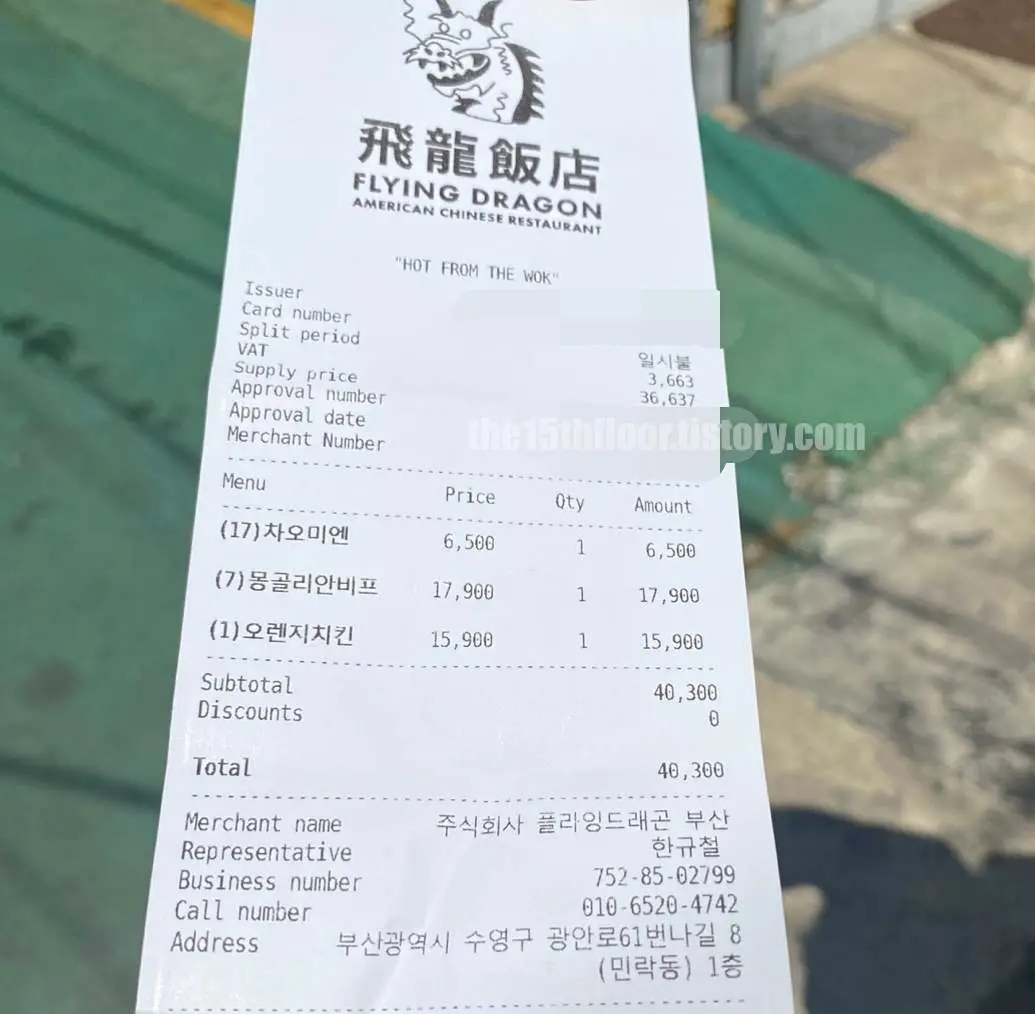 飛龍飯店
FLYING DRAGON
AMERICAN CHINESE RESTAURANT
"HOT FROM THE WOK"
Issuer
Card number
Split period 일시불
VAT 3,663
Supply price 36,637
Approval number
Approval date
Merchant Number
the15thfloor.tistory.com
Menu Price Qty Amount
(17)차오미엔 6,500 1 6,500
(7)몽골리안비프 17,900 1 17,900
(1)오렌지치킨 15,900 1 15,900
Subtotal 40,300
Discounts 0
Total 40,300
Merchant name 주식회사 플라잉드래곤 부산
Representative 한규철
Business number 752-85-02799
Call number 010-6520-4742
Address 부산광역시 수영구 광안로61번나길 8
(민락동) 1층